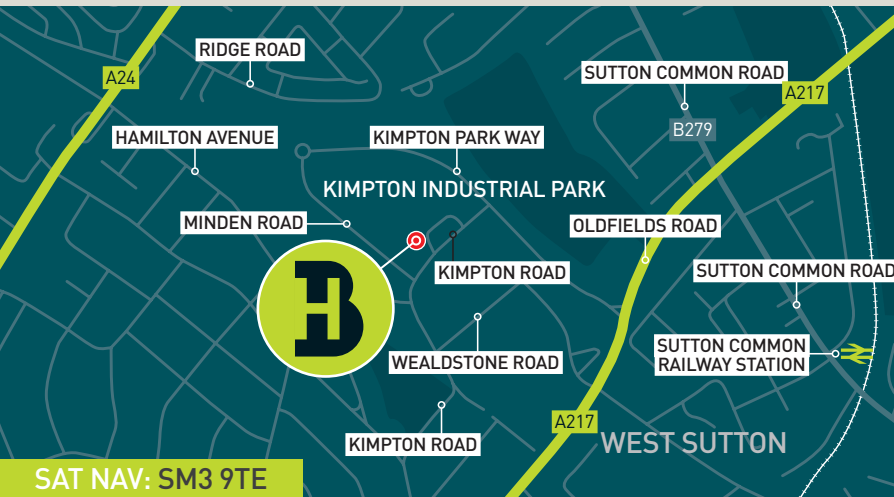 RIDGE ROAD
SUTTON COMMON ROAD
A24
A217
B279
HAMILTON AVENUE
KIMPTON PARK WAY
KIMPTON INDUSTRIAL PARK
MINDEN ROAD
OLDFIELDS ROAD
KIMPTON ROAD
SUTTON COMMON ROAD
HB
WEALDSTONE ROAD
SUTTON COMMON
RAILWAY STATION
A217
KIMPTON ROAD
WEST SUTTON
SAT NAV: SM3 9TE